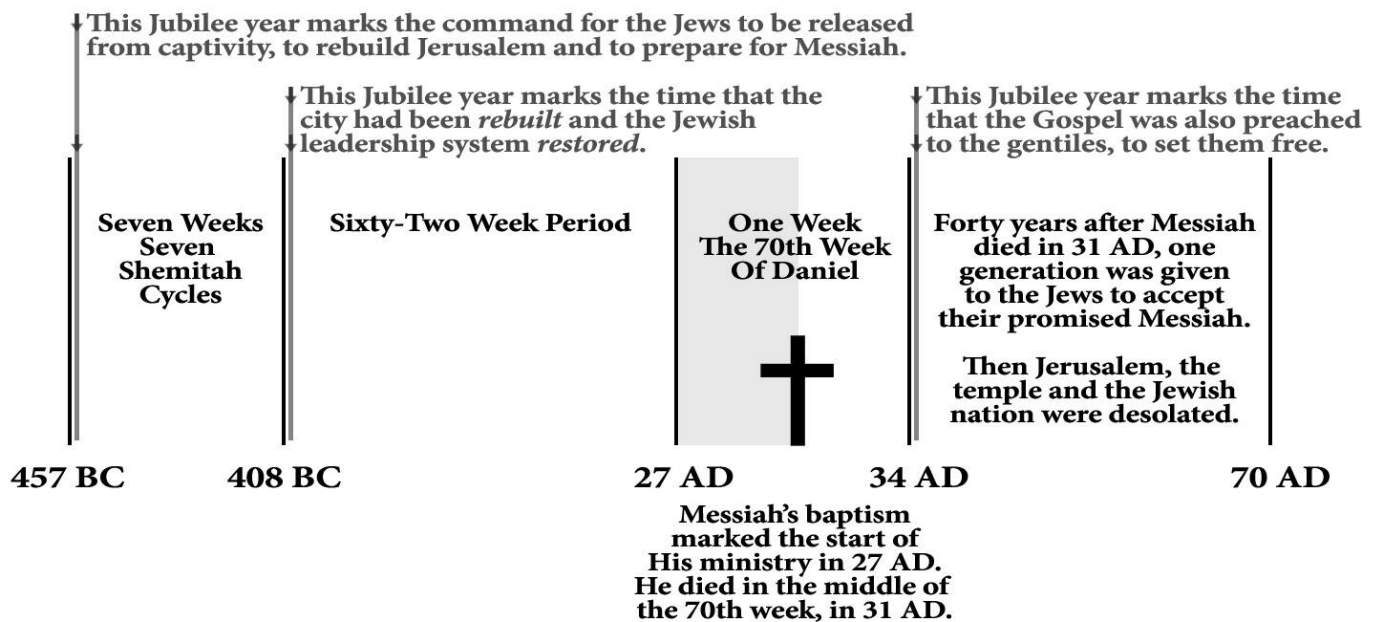 This Jubilee year marks the command for the Jews to be released
from captivity, to rebuild Jerusalem and to prepare for Messiah.
This Jubilee year marks the time that the
city had been rebuilt and the Jewish
leadership system restored.
This Jubilee year marks the time
that the Gospel was also preached
to the gentiles, to set them free.
Seven Weeks
Seven
Shemitah
Cycles
Sixty-Two Week Period
One Week
The 70th Week
Of Daniel
Forty years after Messiah
died in 31 AD, one
generation was given
to the Jews to accept
their promised Messiah.
Then Jerusalem, the
temple and the Jewish
nation were desolated.
457 BC
408 BC
27 AD
34 AD
70 AD
Messiah's baptism
marked the start of
His ministry in 27 AD.
He died in the middle of
the 70th week, in 31 AD.